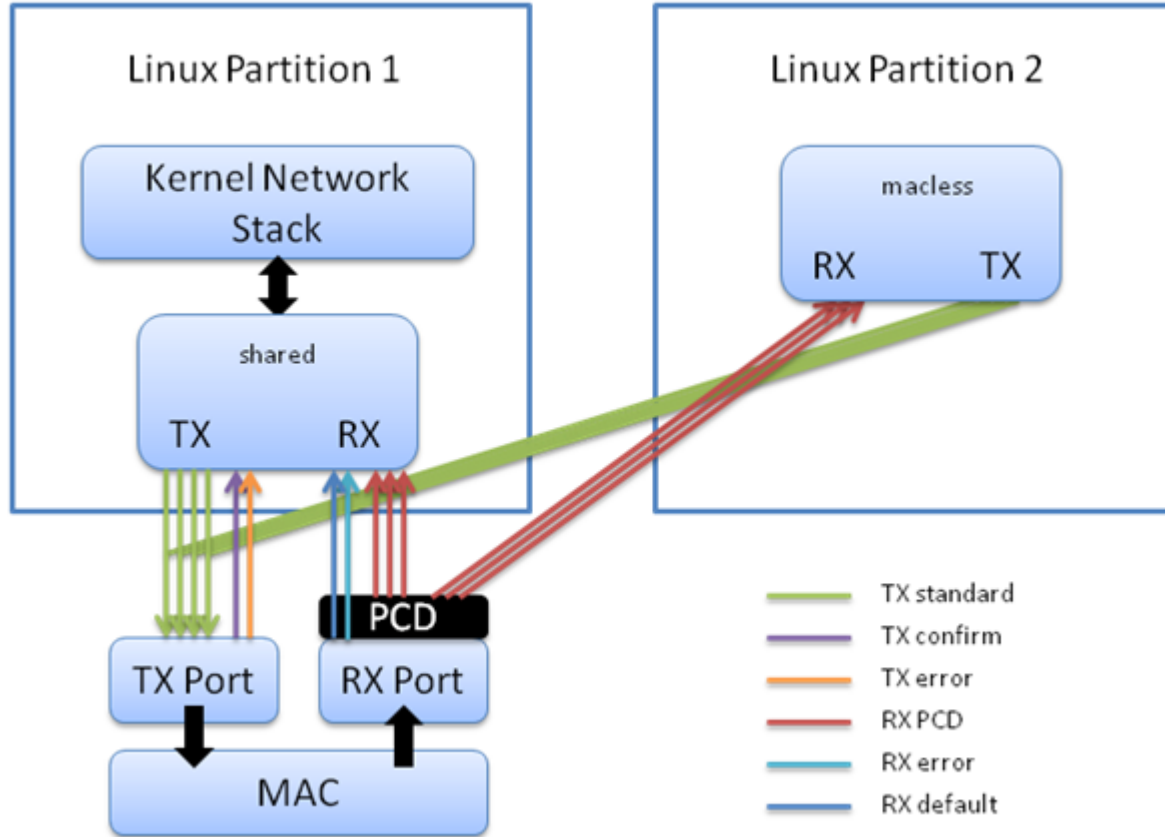 Linux Partition 1
Kernel Network
Stack
shared
TX
RX
PCD
TX Port
RX Port
MAC
Linux Partition 2
macless
RX
TX
TX standard
TX confirm
TX error
RX PCD
RX error
RX default